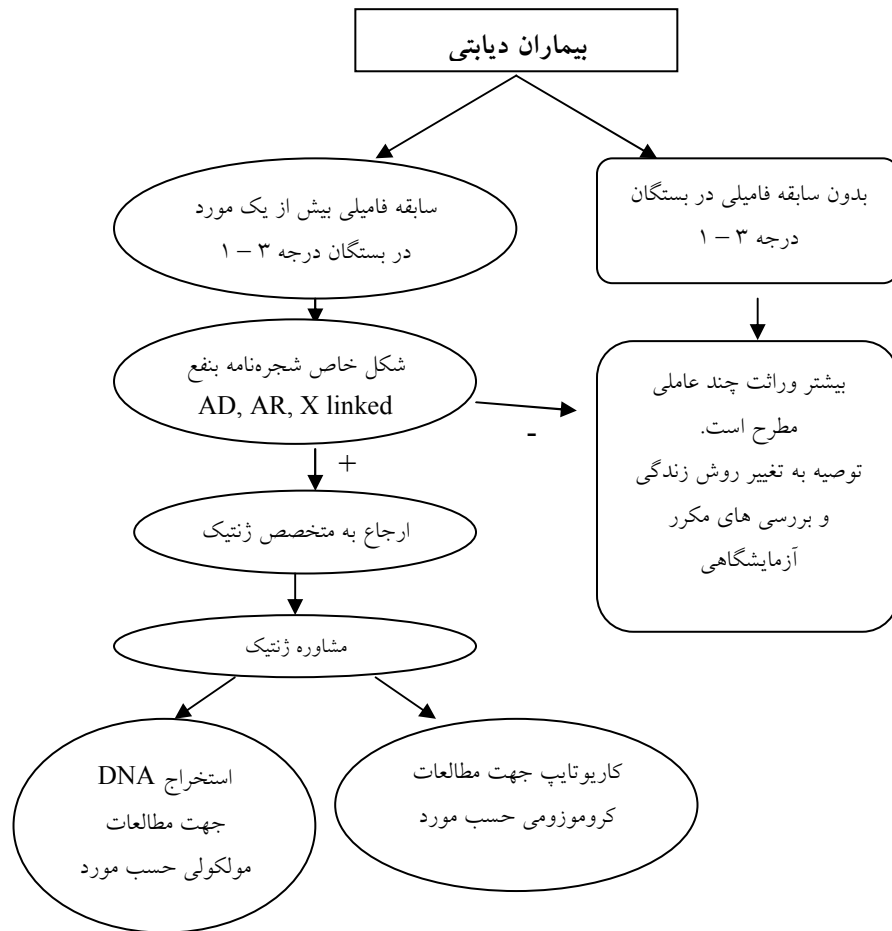 بیماران دیابتی
بدون سابقه فامیلی در بستگان
درجه ۳ – ۱
سابقه فامیلی بیش از یک مورد
در بستگان درجه ۳ – ۱
شکل خاص شجره‌نامه بنفع
AD, AR, X linked
-
+
بیشتر وراثت چند عاملی
مطرح است.
توصیه به تغییر روش زندگی
و بررسی های مکرر
آزمایشگاهی
ارجاع به متخصص ژنتیک
مشاوره ژنتیک
کاریوتایپ جهت مطالعات
کروموزومی حسب مورد
استخراج DNA
جهت مطالعات
مولکولی حسب مورد